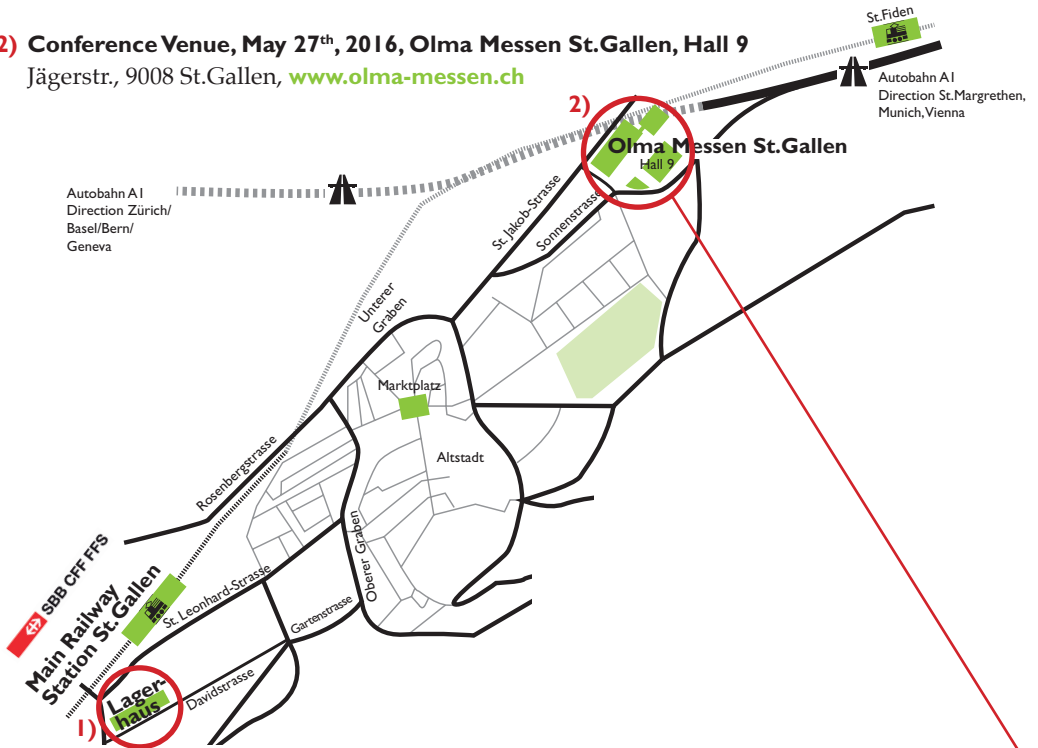 2) Conference Venue, May 27th, 2016, Olma Messen St.Gallen, Hall 9
Jägerstr., 9008 St.Gallen, www.olma-messen.ch
St.Fiden
Autobahn A1
Direction St.Margrethen,
Munich, Vienna
2)
Olma Messen St.Gallen
Hall 9
Autobahn A1
Direction Zürich/
Basel/Bern/
Geneva
St. Jakob-Strasse
Sonnenstrasse
Unterer
Graben
Marktplatz
Altstadt
Rosenbergstrasse
Oberer Graben
SBB CFF FFS
Main Railway
Station St.Gallen
St. Leonhard-Strasse
Gartenstrasse
Davidstrasse
Lager-
haus
1)